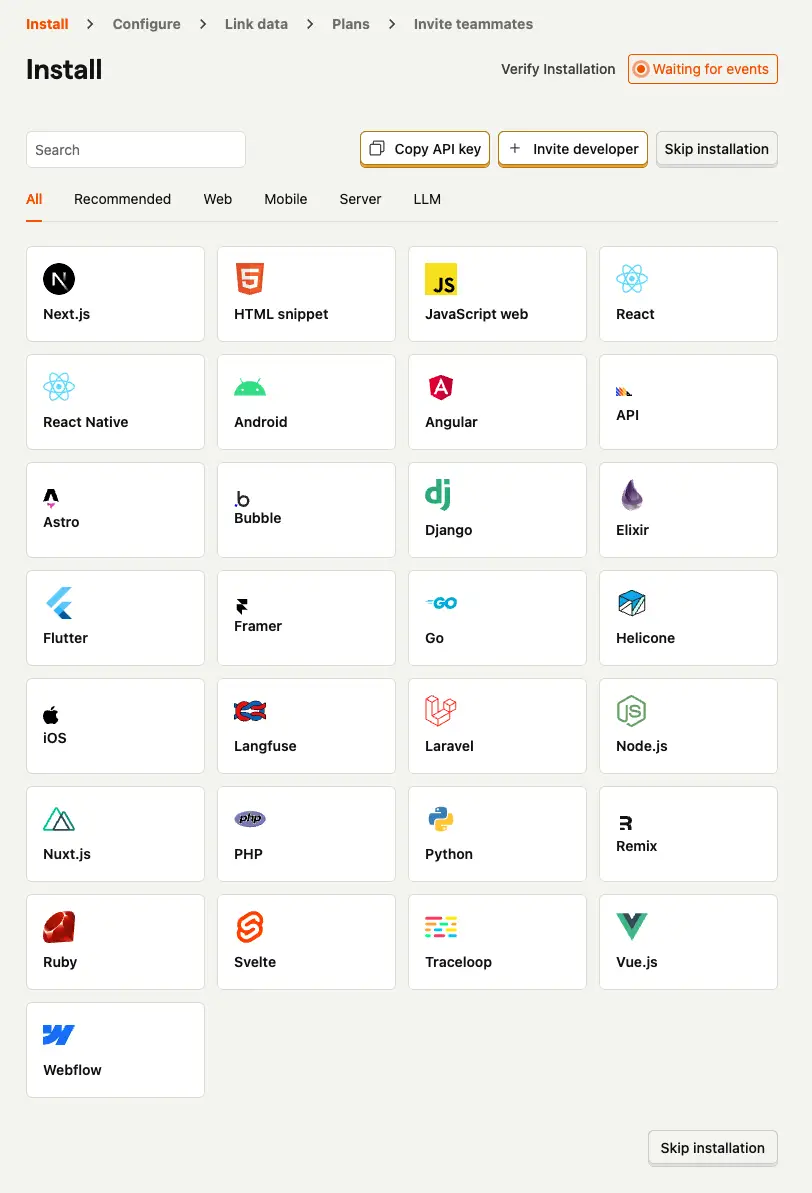 Install > Configure > Link data > Plans > Invite teammates
Install
Verify Installation
Waiting for events
Search
Copy API key
+ Invite developer
Skip installation
All Recommended Web Mobile Server LLM
N
5
JS
Next.js
HTML snippet
JavaScript web
React
A
React Native
Android
Angular
API
b
dj
Astro
Bubble
Django
Elixir
GO
Flutter
Framer
Go
Helicone
JS
iOS
Langfuse
Laravel
Node.js
php
R
Nuxt.js
PHP
Python
Remix
Ruby
Svelte
Traceloop
Vue.js
W
Webflow
Skip installation